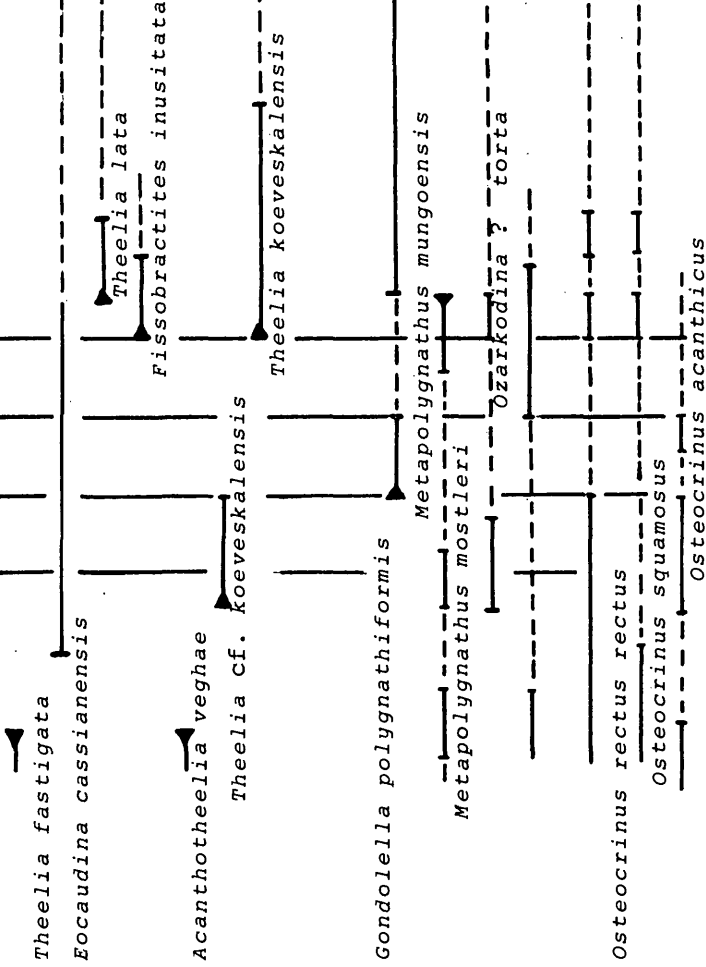 Theelia fastigata
Eocaudina cassianensis
Theelia lata
Fissobractites inusitata
Acanthotheelia veghae
Theelia cf. koeveskalensis
Theelia koeveskalensis
Gondolella polygnathiformis
Metapolygnathus mungoensis
Metapolygnathus mostleri
Ozarkodina ? torta
Osteocrinus rectus rectus
Osteocrinus squamosus
Osteocrinus acanthicus